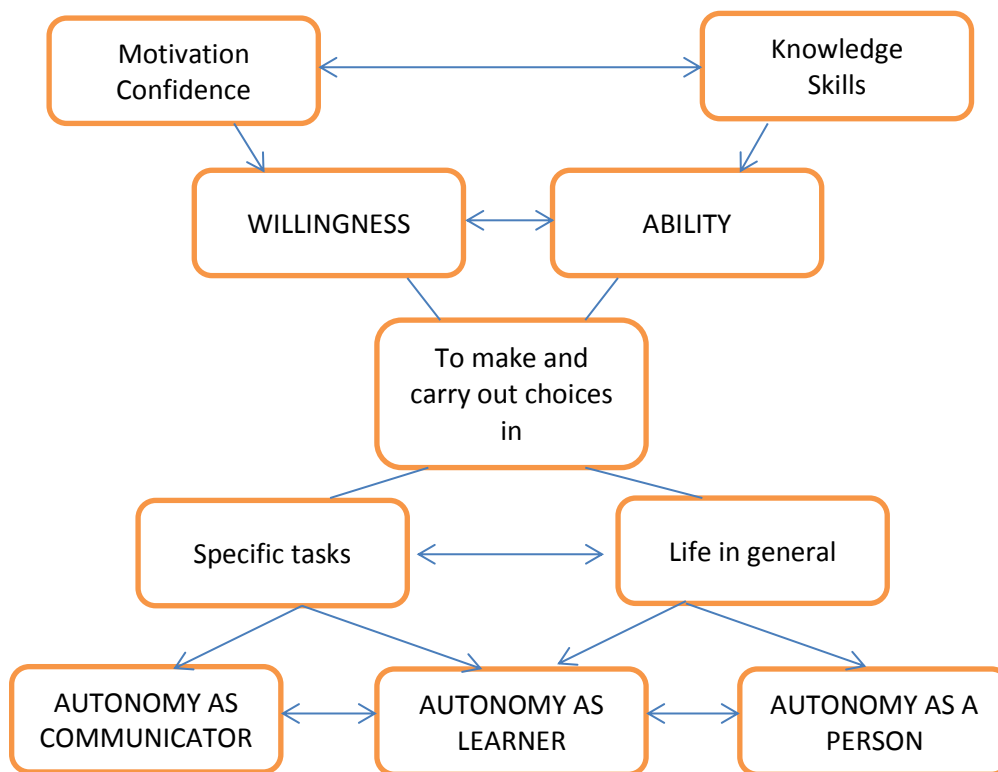 Motivation
Confidence
Knowledge
Skills
WILLINGNESS
ABILITY
To make and
carry out choices
in
Specific tasks
Life in general
AUTONOMY AS
COMMUNICATOR
AUTONOMY AS
LEARNER
AUTONOMY AS A
PERSON